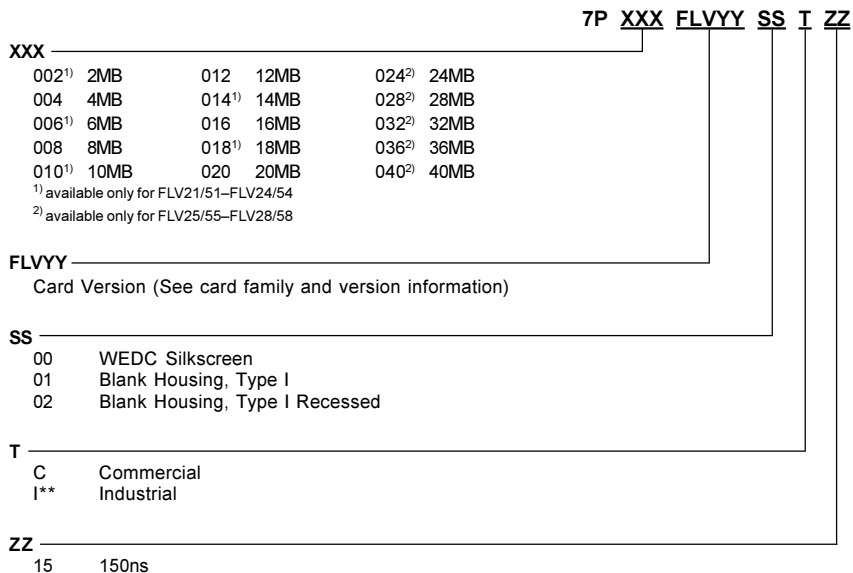 7P XXX FLVYY SS T ZZ
XXX
002¹⁾ 2MB 012 12MB 024²⁾ 24MB
004 4MB 014¹⁾ 14MB 028²⁾ 28MB
006¹⁾ 6MB 016 16MB 032²⁾ 32MB
008 8MB 018¹⁾ 18MB 036²⁾ 36MB
010¹⁾ 10MB 020 20MB 040²⁾ 40MB
¹⁾ available only for FLV21/51–FLV24/54
²⁾ available only for FLV25/55–FLV28/58
FLVYY
Card Version (See card family and version information)
SS
00 WEDC Silkscreen
01 Blank Housing, Type I
02 Blank Housing, Type I Recessed
T
C Commercial
I** Industrial
ZZ
15 150ns